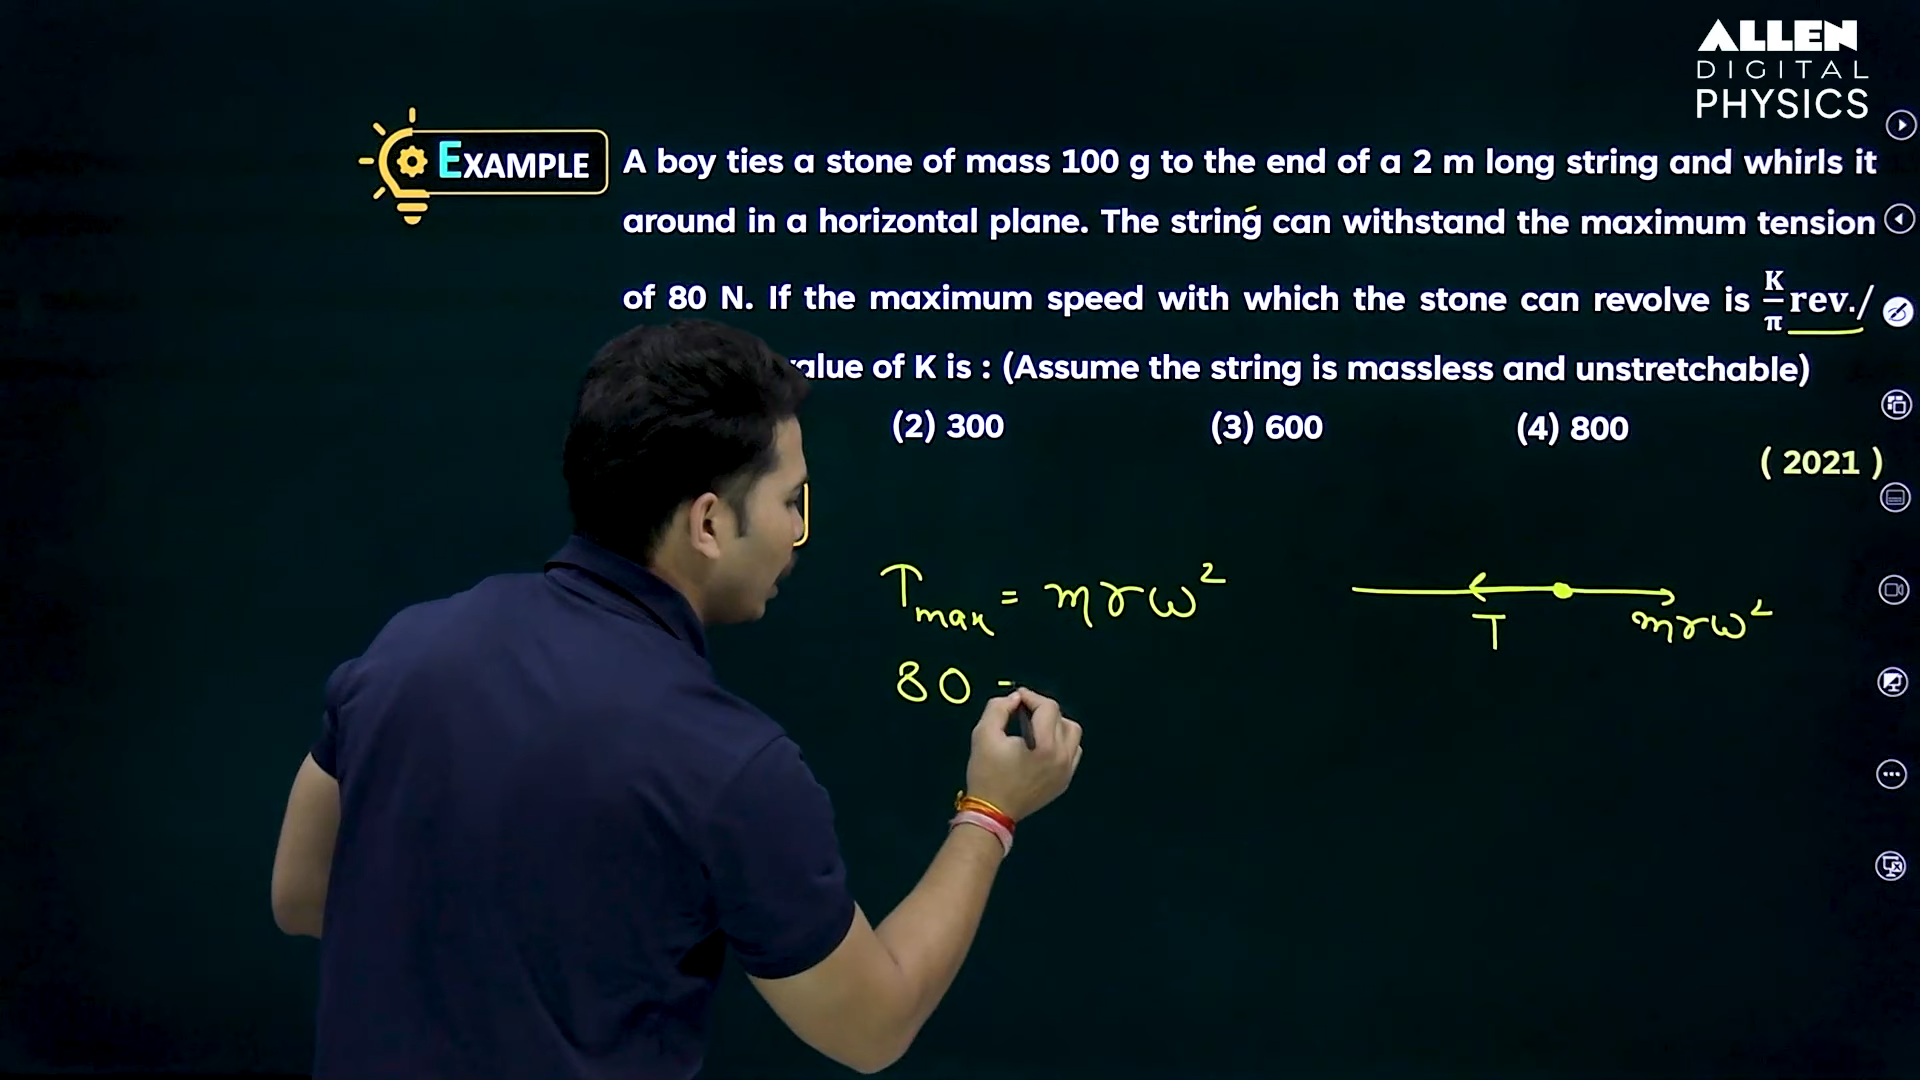 ALLEN
DIGITAL
PHYSICS
EXAMPLE
A boy ties a stone of mass 100 g to the end of a 2 m long string and whirls it
around in a horizontal plane. The string can withstand the maximum tension
of 80 N. If the maximum speed with which the stone can revolve is K/π rev./
value of K is : (Assume the string is massless and unstretchable)
(2) 300 (3) 600 (4) 800
( 2021 )
T max = mrω²
T mrω²
80 =